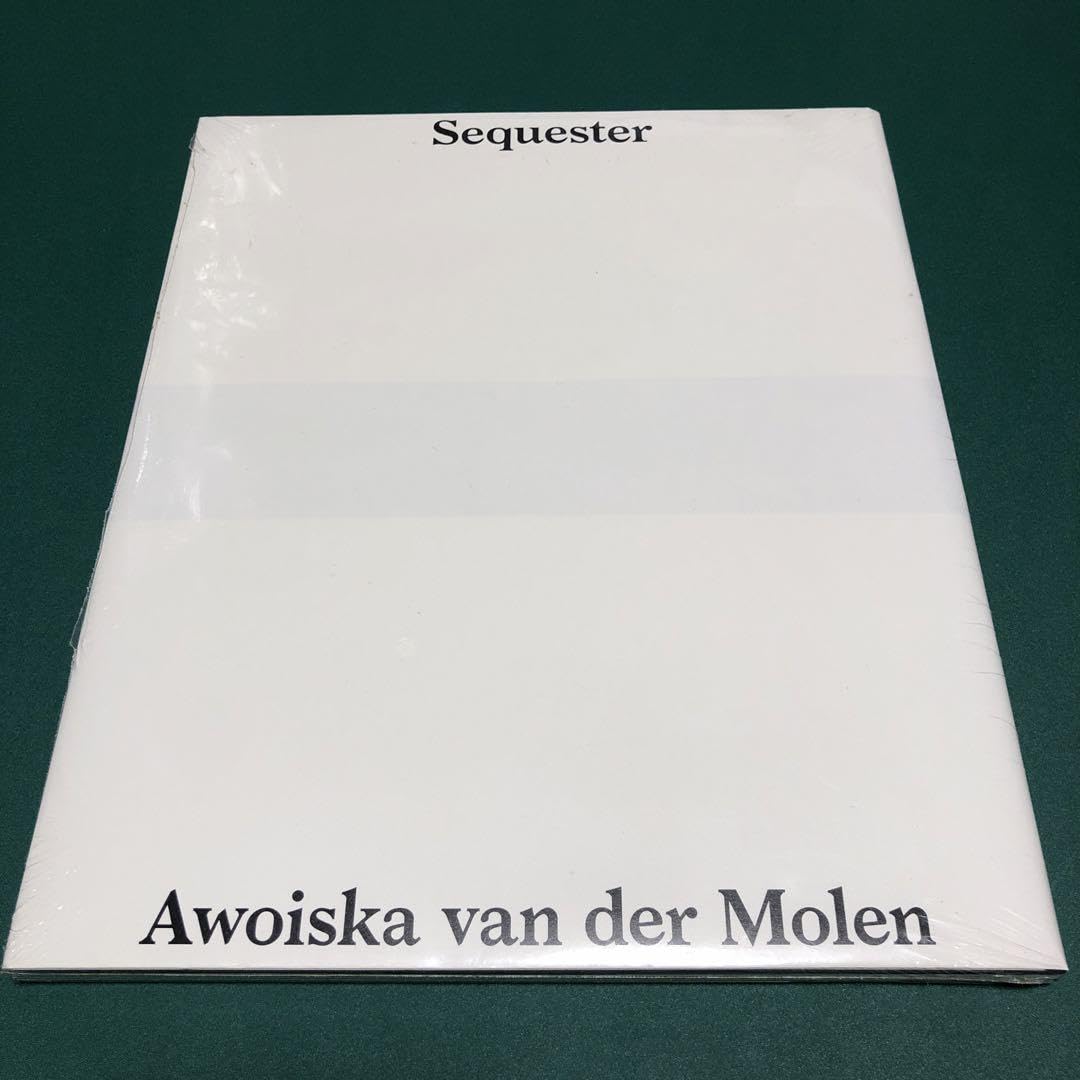 Sequester
Awoiska van der Molen